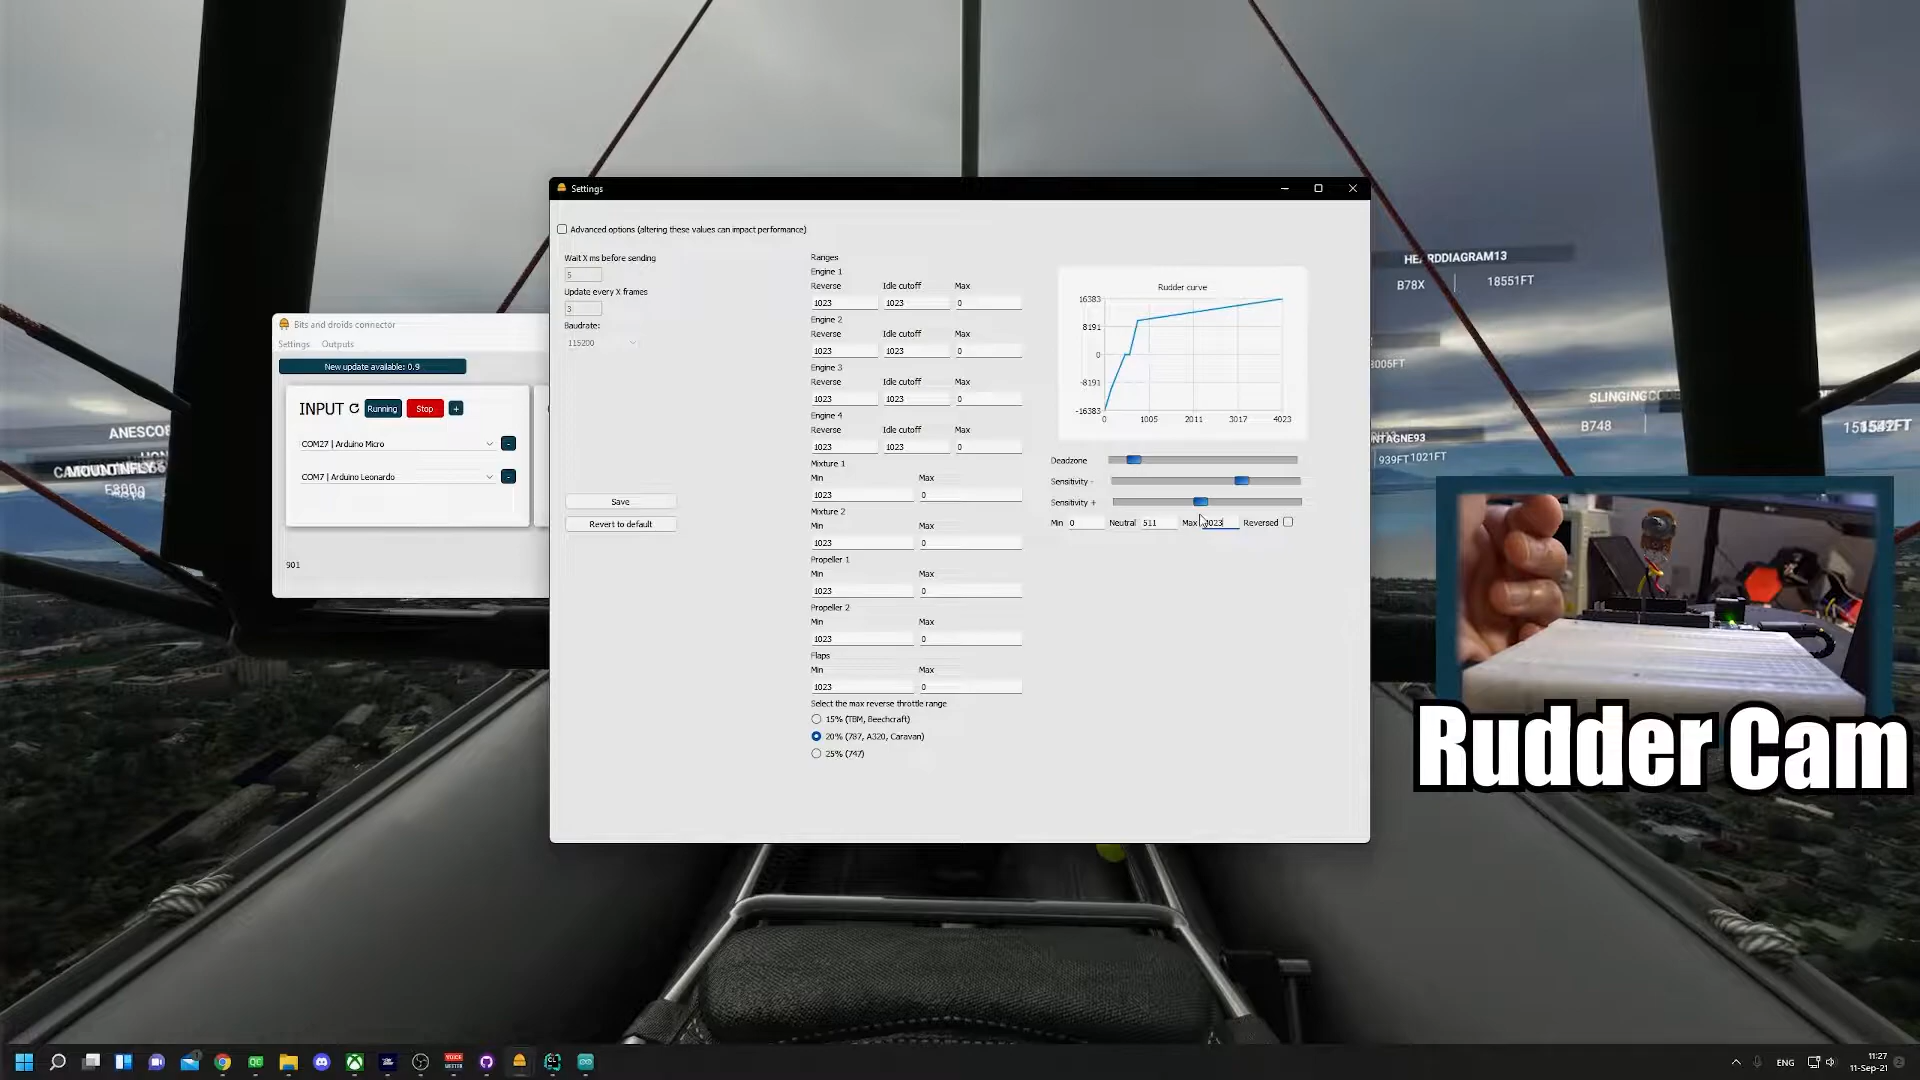 Settings
Advanced options (altering these values can impact performance)
Wait X ms before sending
5
Update every X frames
3
Baudrate:
115200
Save
Revert to default
Ranges
Engine 1
Reverse Idle cutoff Max
1023 1023 0
Engine 2
Reverse Idle cutoff Max
1023 1023 0
Engine 3
Reverse Idle cutoff Max
1023 1023 0
Engine 4
Reverse Idle cutoff Max
1023 1023 0
Mixture 1
Min Max
1023 0
Mixture 2
Min Max
1023 0
Propeller 1
Min Max
1023 0
Propeller 2
Min Max
1023 0
Flaps
Min Max
1023 0
Select the max reverse throttle range
15% (TBM, Beechcraft)
20% (787, A320, Caravan)
25% (747)
Rudder curve
16383
8191
0
-8191
-16383
0 1005 2011 3017 4023
Deadzone
Sensitivity -
Sensitivity +
Min 0 Neutral 511 Max 4023 Reversed
Bits and droids connector
Settings Outputs
New update available: 0.9
INPUT Running Stop +
COM27 | Arduino Micro -
COM7 | Arduino Leonardo -
901
HEARDDIAGRAM13
B78X 18551FT
B748
939FT 1021FT
Rudder Cam
ENG
11:27
11-Sep-21